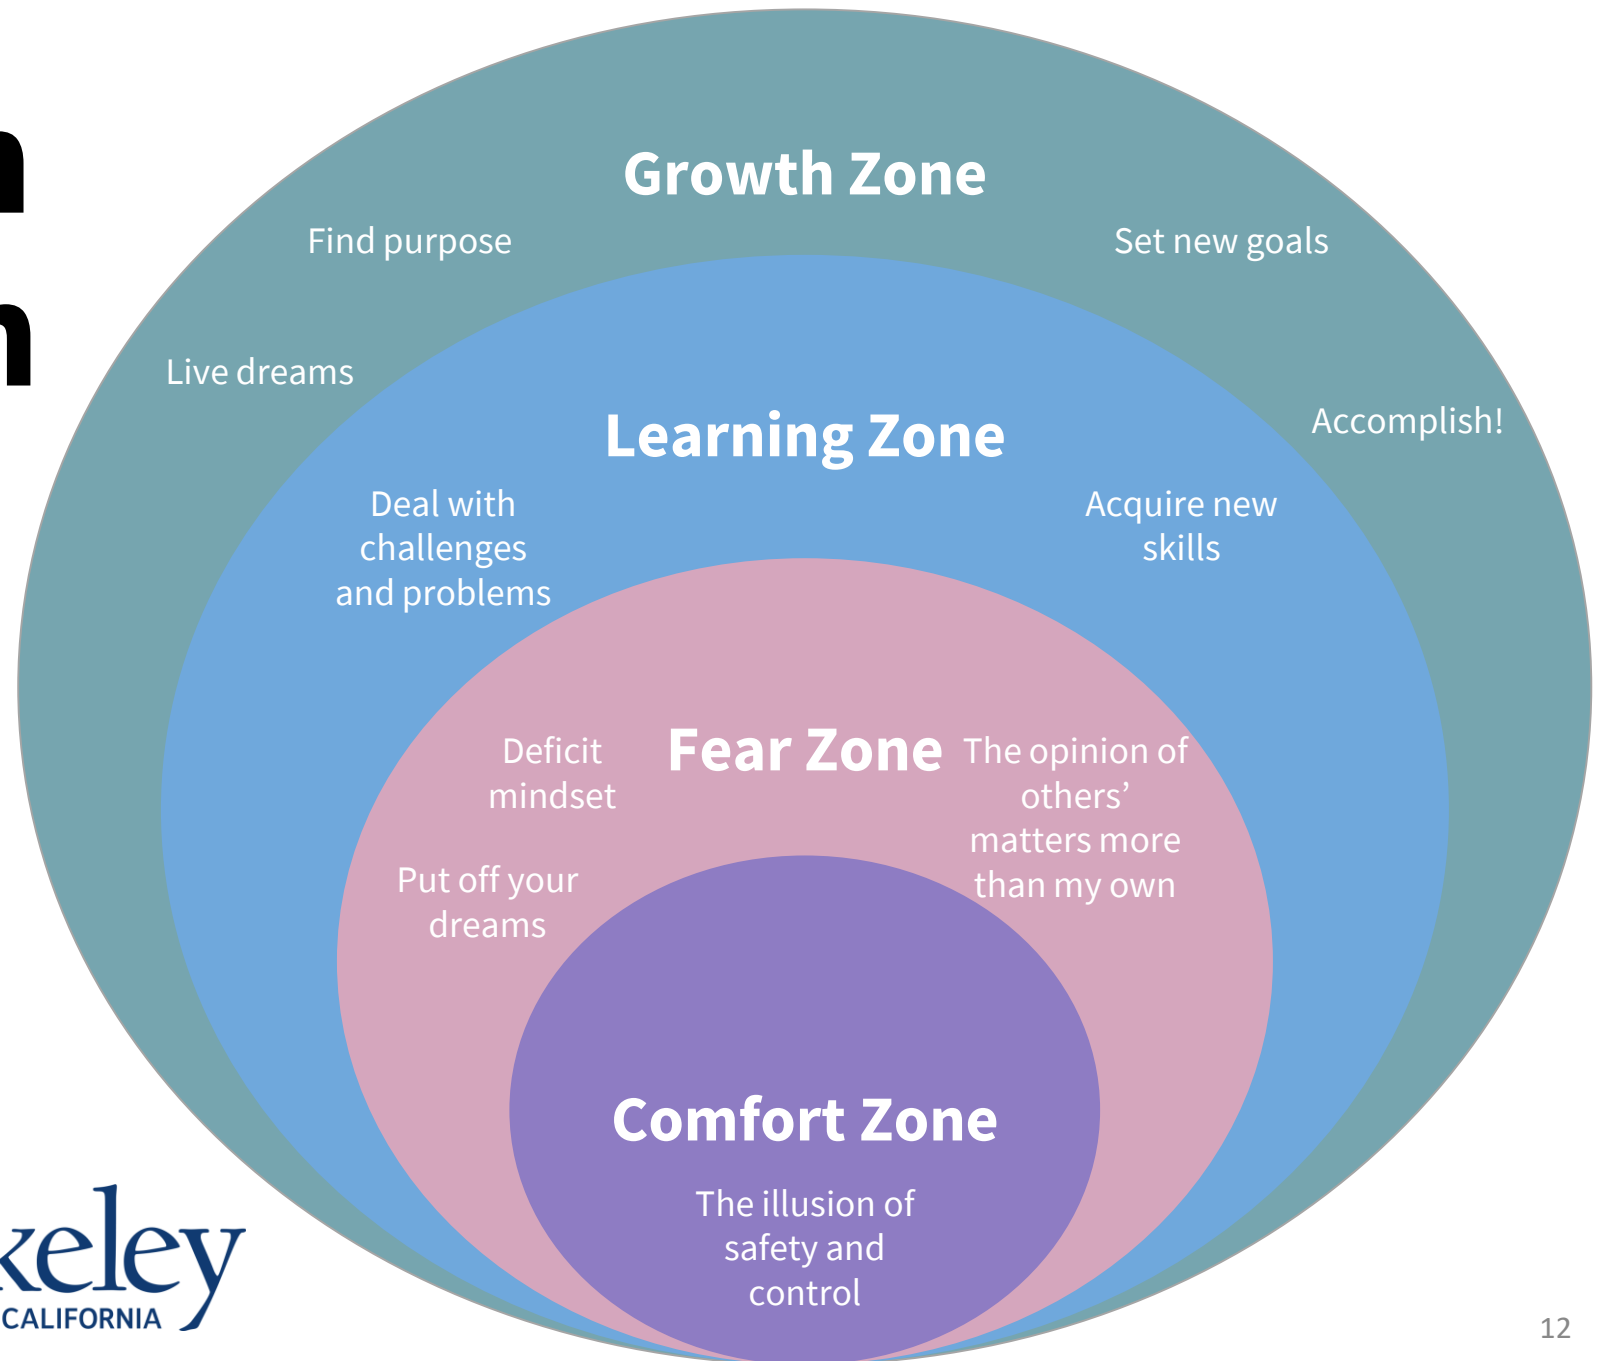 Growth Zone
Find purpose
Set new goals
Live dreams
Accomplish!
Learning Zone
Deal with
challenges
and problems
Acquire new
skills
Fear Zone
Deficit
mindset
The opinion of
others’
matters more
than my own
Put off your
dreams
Comfort Zone
The illusion of
safety and
control
keley
CALIFORNIA
12